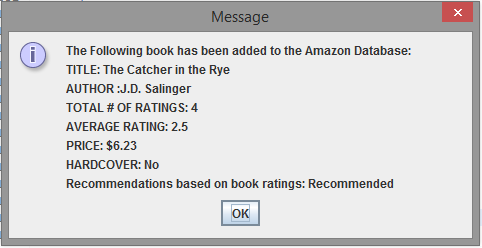 Message
The Following book has been added to the Amazon Database:
TITLE: The Catcher in the Rye
AUTHOR :J.D. Salinger
TOTAL # OF RATINGS: 4
AVERAGE RATING: 2.5
PRICE: $6.23
HARDCOVER: No
Recommendations based on book ratings: Recommended
OK